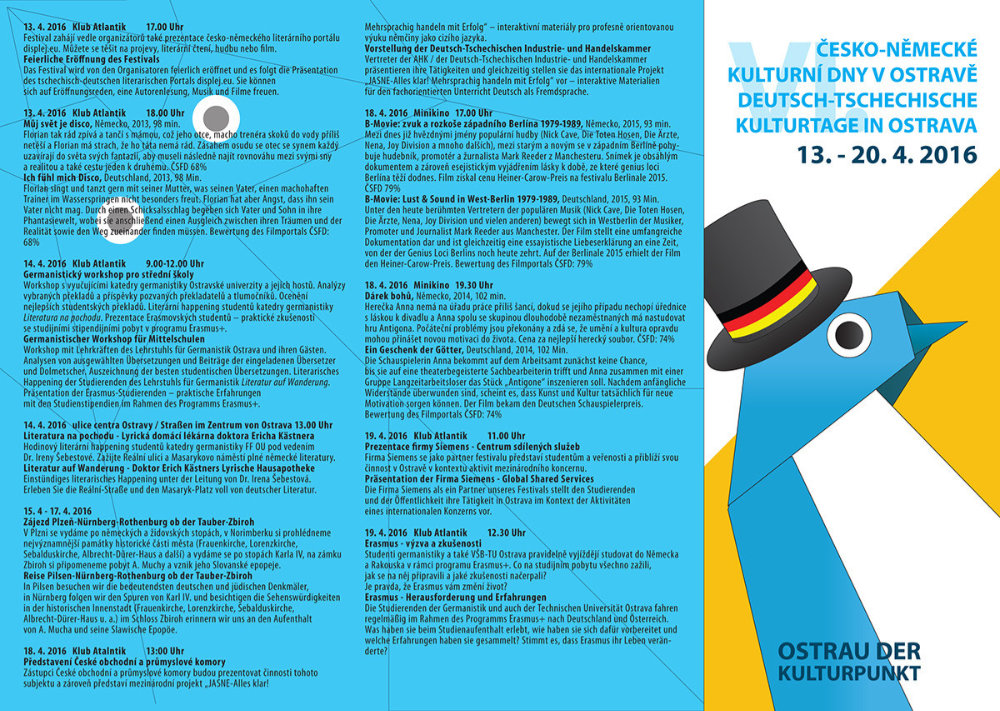 13. 4. 2016 Klub Atlantik 17.00 Uhr
Festival zahájí vedle organizátorů také prezentace česko-německého literárního portálu
displej.eu. Můžete se těšit na projevy, literární čtení, hudbu nebo film.
Feierliche Eröffnung des Festivals
Das Festival wird von den Organisatoren feierlich eröffnet und es folgt die Präsentation
des tschechisch-deutschen literarischen Portals displej.eu. Sie können
sich auf Eröffnungsreden, eine Autorenlesung, Musik und Filme freuen.
13. 4. 2016 Klub Atlantik 18.00 Uhr
Můj svět je disco, Německo, 2013, 98 min.
Florian tak rád zpívá a tančí s mámou, což jeho otce, macho trenéra skoků do vody příliš
netěší a Florian má strach, že ho táta nemá rád. Zásahem osudu se otec se synem každý
uzavírají do světa svých fantazií, aby museli následně najít rovnováhu mezi svými sny
a realitou a také cestu jeden k druhému. ČSFD 68%
Ich fühl mich Disco, Deutschland, 2013, 98 Min.
Florian singt und tanzt gern mit seiner Mutter, was seinen Vater, einen machohaften
Trainer im Wasserspringen nicht besonders freut. Florian hat aber Angst, dass ihn sein
Vater nicht mag. Durch einen Schicksalsschlag begeben sich Vater und Sohn in ihre
Phantasiewelt, wobei sie anschließend einen Ausgleich zwischen ihren Träumen und der
Realität sowie den Weg zueinander finden müssen. Bewertung des Filmportals ČSFD:
68%
14. 4. 2016 Klub Atlantik 9.00-12.00 Uhr
Germanistický workshop pro střední školy
Workshop s vyučujícími katedry germanistiky Ostravské univerzity a jejich hostů. Analýzy
vybraných překladů a příspěvky pozvaných překladatelů a tlumočníků. Ocenění
nejlepších studentských překladů. Literární happening studentů katedry germanistiky
Literatura na pochodu. Prezentace Erasmovských studentů – praktické zkušenosti
se studijními stipendijními pobyt v programu Erasmus+.
Germanistischer Workshop für Mittelschulen
Workshop mit Lehrkräften des Lehrstuhls für Germanistik Ostrava und ihren Gästen.
Analysen von ausgewählten Übersetzungen und Beiträge der eingeladenen Übersetzer
und Dolmetscher, Auszeichnung der besten studentischen Übersetzungen. Literarisches
Happening der Studierenden des Lehrstuhls für Germanistik Literatur auf Wanderung.
Präsentation der Erasmus-Studierenden – praktische Erfahrungen
mit den Studienstipendien im Rahmen des Programms Erasmus+.
14. 4. 2016 ulice centra Ostravy / Straßen im Zentrum von Ostrava 13.00 Uhr
Literatura na pochodu - Lyrická domácí lékárna doktora Ericha Kästnera
Hodinový literární happening studentů katedry germanistiky FF OU pod vedením
Dr. Ireny Šebestové. Zažijte Reálni ulici a Masarykovo náměstí plné německé literatury.
Literatur auf Wanderung - Doktor Erich Kästners Lyrische Hausapotheke
Einstündiges literarisches Happening unter der Leitung von Dr. Irena Šebestová.
Erleben Sie die Reální-Straße und den Masaryk-Platz voll von deutscher Literatur.
15. 4 - 17. 4. 2016
Zájezd Plzeň-Nürnberg-Rothenburg ob der Tauber-Zbiroh
V Plzni se vydáme po německých a židovských stopách, v Norimberku si prohlédneme
nejvýznamnější památky historické části města (Frauenkirche, Lorenzkirche,
Sebalduskirche, Albrecht-Dürer-Haus a další) a vydáme se po stopách Karla IV, na zámku
Zbiroh si připomeneme pobyt A. Muchy a vznik jeho Slovanské epopeje.
Reise Pilsen-Nürnberg-Rothenburg ob der Tauber-Zbiroh
In Pilsen besuchen wir die bedeutendsten deutschen und jüdischen Denkmäler,
in Nürnberg folgen wir den Spuren von Karl IV. und besichtigen die Sehenswürdigkeiten
in der historischen Innenstadt (Frauenkirche, Lorenzkirche, Sebalduskirche,
Albrecht-Dürer-Haus u. a.) im Schloss Zbiroh erinnern wir uns an den Aufenthalt
von A. Mucha und seine Slawische Epopöe.
18. 4. 2016 Klub Atalntik 13:00 Uhr
Představení České obchodní a průmyslové komory
Zástupci České obchodní a průmyslové komory budou prezentovat činnosti tohoto
subjektu a zároveň představí mezinárodní projekt „JASNE-Alles klar!
Mehrsprachig handeln mit Erfolg“ – interaktivní materiály pro profesně orientovanou
výuku němčiny jako cizího jazyka.
Vorstellung der Deutsch-Tschechischen Industrie- und Handelskammer
Vertreter der AHK / der Deutsch-Tschechischen Industrie- und Handelskammer
präsentieren ihre Tätigkeiten und gleichzeitig stellen sie das internationale Projekt
„JASNE-Alles klar! Mehrsprachig handeln mit Erfolg“ vor – interaktive Materialien
für den fachorientierten Unterricht Deutsch als Fremdsprache.
18. 4. 2016 Minikino 17.00 Uhr
B-Movie: zvuk a rozkoše západního Berlína 1979-1989, Německo, 2015, 93 min.
Mezi dnes již hvězdnými jmény populární hudby (Nick Cave, Die Toten Hosen, Die Ärzte,
Nena, Joy Division a mnoho dalších), mezi starým a novým se v západním Berlíně pohy-
buje hudebník, promotér a žurnalista Mark Reeder z Manchesteru. Snímek je obsáhlým
dokumentem a zároveň esejistickým vyjádřením lásky k době, ze které genius loci
Berlína těží dodnes. Film získal cenu Heiner-Carow-Preis na festivalu Berlinale 2015.
ČSFD 79%
B-Movie: Lust & Sound in West-Berlin 1979-1989, Deutschland, 2015, 93 Min.
Unter den heute berühmten Vertretern der populären Musik (Nick Cave, Die Toten Hosen,
Die Ärzte, Nena, Joy Division und vielen anderen) bewegt sich in Westberlin der Musiker,
Promoter und Journalist Mark Reeder aus Manchester. Der Film stellt eine umfangreiche
Dokumentation dar und ist gleichzeitig eine essayistische Liebeserklärung an eine Zeit,
von der der Genius Loci Berlins noch heute zehrt. Auf der Berlinale 2015 erhielt der Film
den Heiner-Carow-Preis. Bewertung des Filmportals ČSFD: 79%
18. 4. 2016 Minikino 19.30 Uhr
Dárek bohů, Německo, 2014, 102 min.
Herečka Anna nemá na úřadu práce příliš šancí, dokud se jejího případu nechopí úřednice
s láskou k divadlu a Anna spolu se skupinou dlouhodobě nezaměstnaných má nastudovat
hru Antigona. Počáteční problémy jsou překonány a zdá se, že umění a kultura opravdu
mohou přinášet novou motivaci do života. Cena za nejlepší herecký soubor. ČSFD: 74%
Ein Geschenk der Götter, Deutschland, 2014, 102 Min.
Die Schauspielerin Anna bekommt auf dem Arbeitsamt zunächst keine Chance,
bis sie auf eine theaterbegeisterte Sachbearbeiterin trifft und Anna zusammen mit einer
Gruppe Langzeitarbeitsloser das Stück „Antigone“ inszenieren soll. Nachdem anfängliche
Widerstände überwunden sind, scheint es, dass Kunst und Kultur tatsächlich für neue
Motivation sorgen können. Der Film bekam den Deutschen Schauspielerpreis.
Bewertung des Filmportals ČSFD: 74%
19. 4. 2016 Klub Atlantik 11.00 Uhr
Prezentace firmy Siemens - Centrum sdílených služeb
Firma Siemens se jako partner festivalu představí studentům a veřenosti a přiblíží svou
činnost v Ostravě v kontextu aktivit mezinárodního koncernu.
Präsentation der Firma Siemens - Global Shared Services
Die Firma Siemens als ein Partner unseres Festivals stellt den Studierenden
und der Öffentlichkeit ihre Tätigkeit in Ostrava im Kontext der Aktivitäten
eines internationalen Konzerns vor.
19. 4. 2016 Klub Atlantik 12.30 Uhr
Erasmus - výzva a zkušenosti
Studenti germanistiky a také VŠB-TU Ostrava pravidelně vyjíždějí studovat do Německa
a Rakouska v rámci programu Erasmus+. Co na studijním pobytu všechno zažili,
jak se na něj připravili a jaké zkušenosti načerpali?
Je pravda, že Erasmus vám změní život?
Erasmus - Herausforderung und Erfahrungen
Die Studierenden der Germanistik und auch der Technischen Universität Ostrava fahren
regelmäßig im Rahmen des Programms Erasmus+ nach Deutschland und Österreich.
Was haben sie beim Studienaufenthalt erlebt, wie haben sie sich dafür vorbereitet und
welche Erfahrungen haben sie gesammelt? Stimmt es, dass Erasmus ihr Leben verän-
derte?
VI.
ČESKO-NĚMECKÉ
KULTURNÍ DNY V OSTRAVĚ
DEUTSCH-TSCHECHISCHE
KULTURTAGE IN OSTRAVA
13. - 20. 4. 2016
OSTRAU DER
KULTURPUNKT